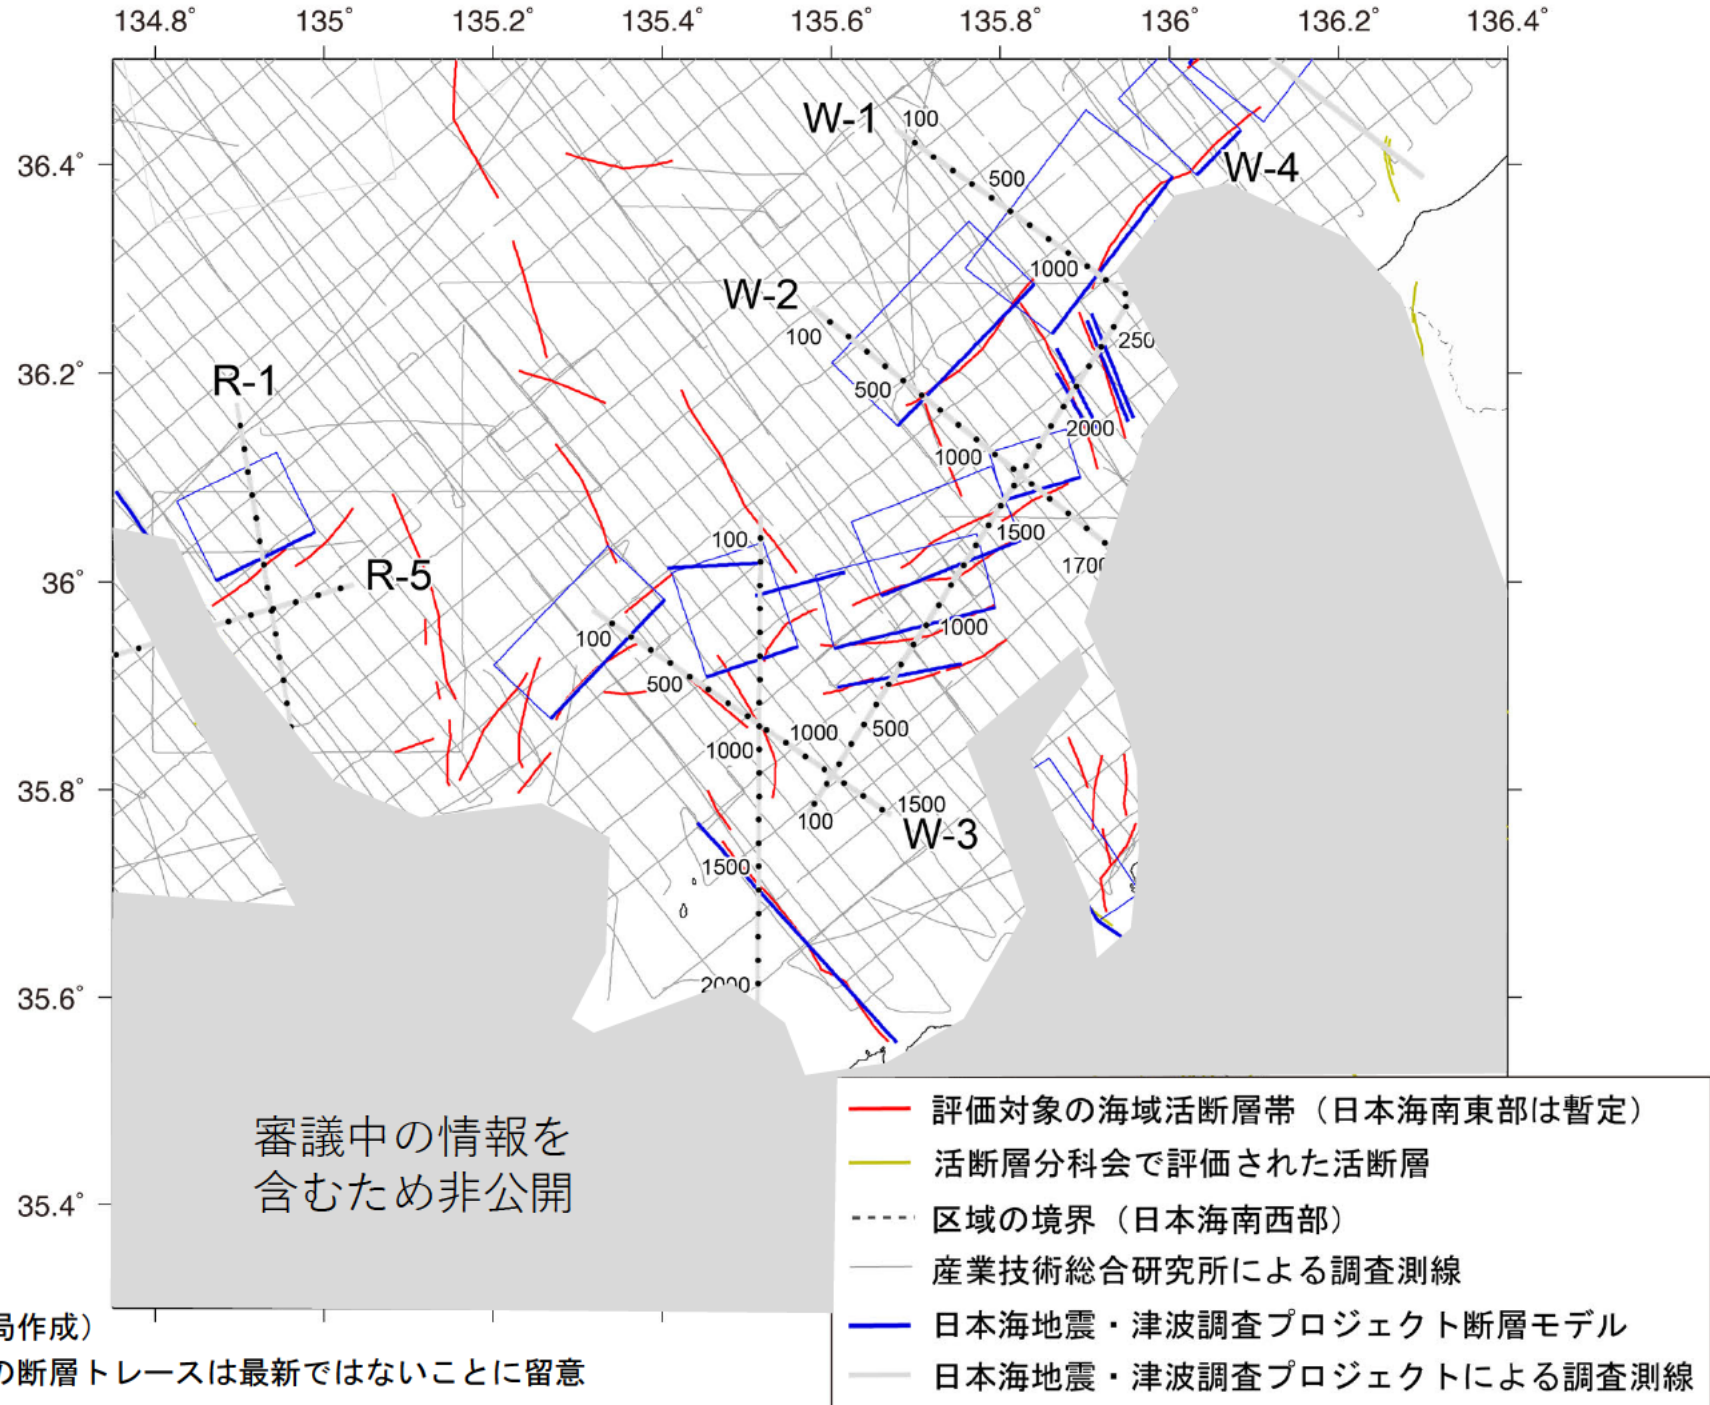 134.8° 135° 135.2° 135.4° 135.6° 135.8° 136° 136.2° 136.4°
W-1
100
36.4°
W-4
500
1000
W-2
100
250
36.2°
R-1
500
2000
1000
100
1500
1700
36°
R-5
100
1000
500
500
1000
1000
35.8°
1500
100
W-3
1500
35.6°
2000
審議中の情報を
含むため非公開
35.4°
評価対象の海域活断層帯（日本海南東部は暫定）
活断層分科会で評価された活断層
区域の境界（日本海南西部）
産業技術総合研究所による調査測線
日本海地震・津波調査プロジェクト断層モデル
日本海地震・津波調査プロジェクトによる調査測線
局作成）
の断層トレースは最新ではないことに留意